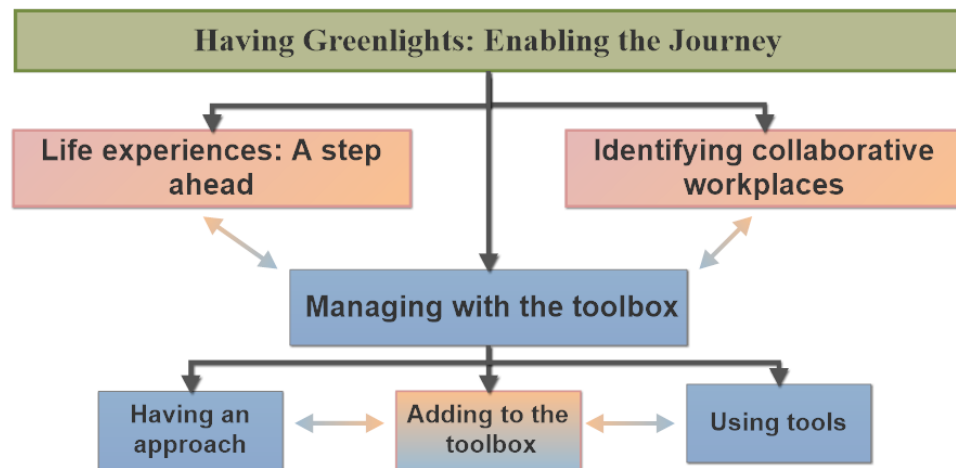 Having Greenlights: Enabling the Journey
Life experiences: A step
ahead
Identifying collaborative
workplaces
Managing with the toolbox
Having an
approach
Adding to the
toolbox
Using tools